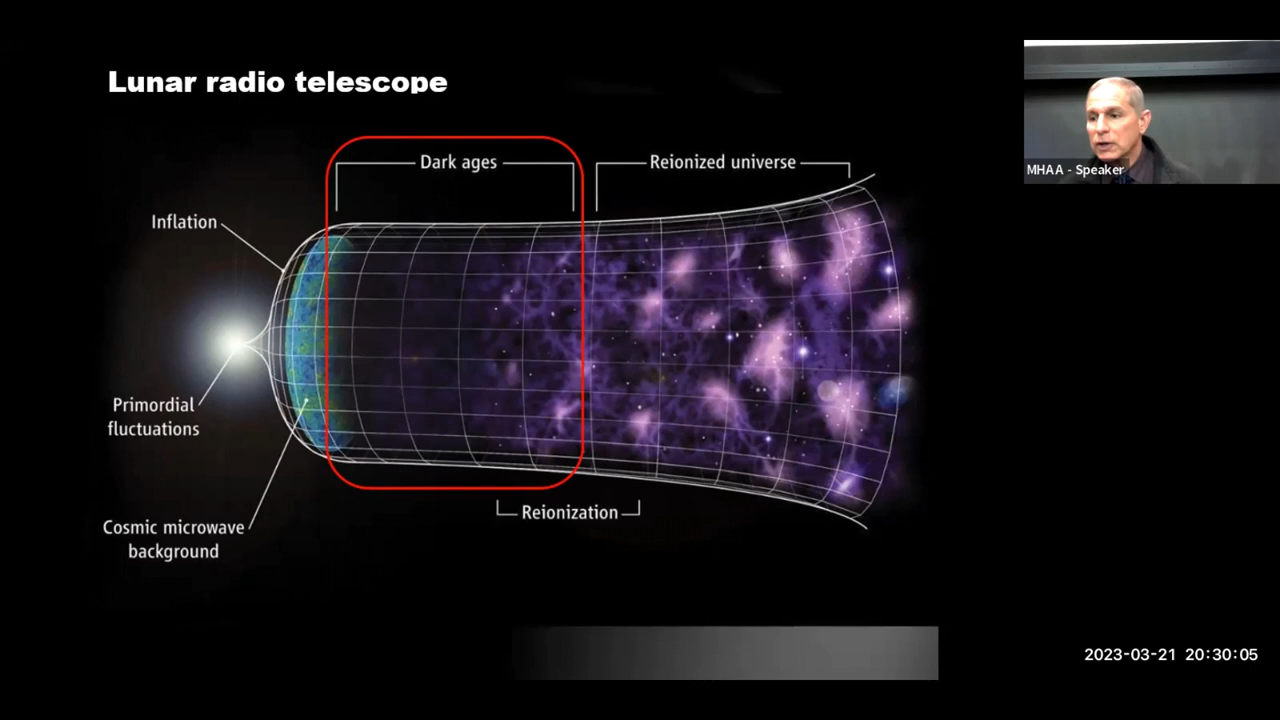 Lunar radio telescope
Dark ages
Reionized universe
Inflation
Primordial
fluctuations
Cosmic microwave
background
Reionization
MHAA - Speaker
2023-03-21 20:30:05